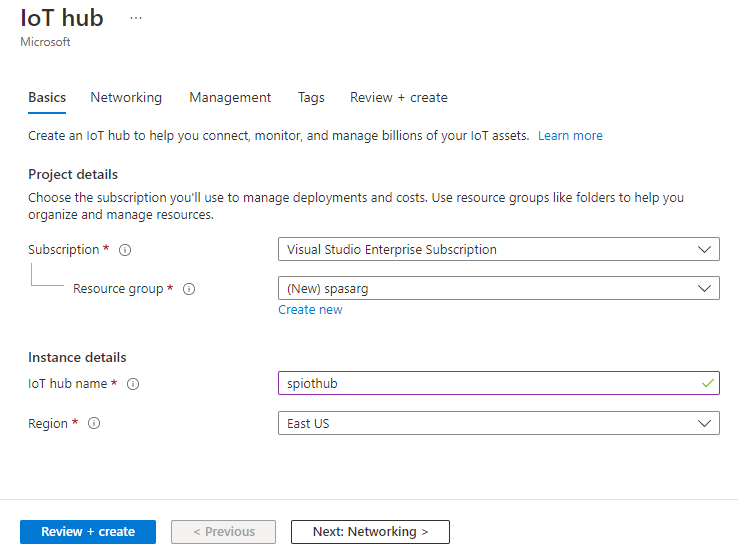 IoT hub ...
Microsoft
Basics Networking Management Tags Review + create
Create an IoT hub to help you connect, monitor, and manage billions of your IoT assets. Learn more
Project details
Choose the subscription you'll use to manage deployments and costs. Use resource groups like folders to help you
organize and manage resources.
Subscription * Visual Studio Enterprise Subscription
Resource group * (New) spasarg
Create new
Instance details
IoT hub name * spiothub
Region * East US
Review + create < Previous Next: Networking >